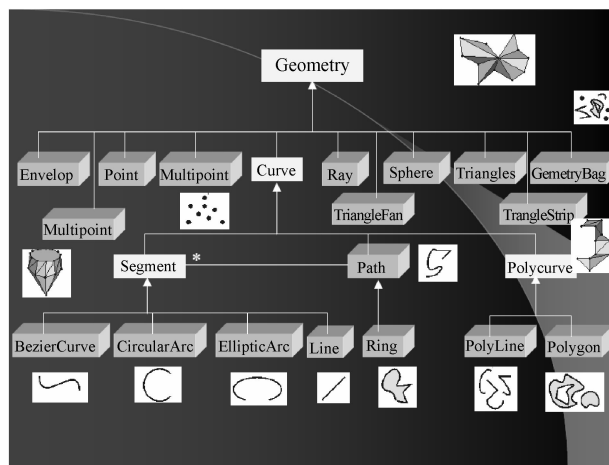 Geometry
Envelop Point Multipoint Curve Ray Sphere Triangles GemetryBag
Multipoint TriangleFan TrangleStrip
Segment * Path Polycurve
BezierCurve CircularArc EllipticArc Line Ring PolyLine Polygon